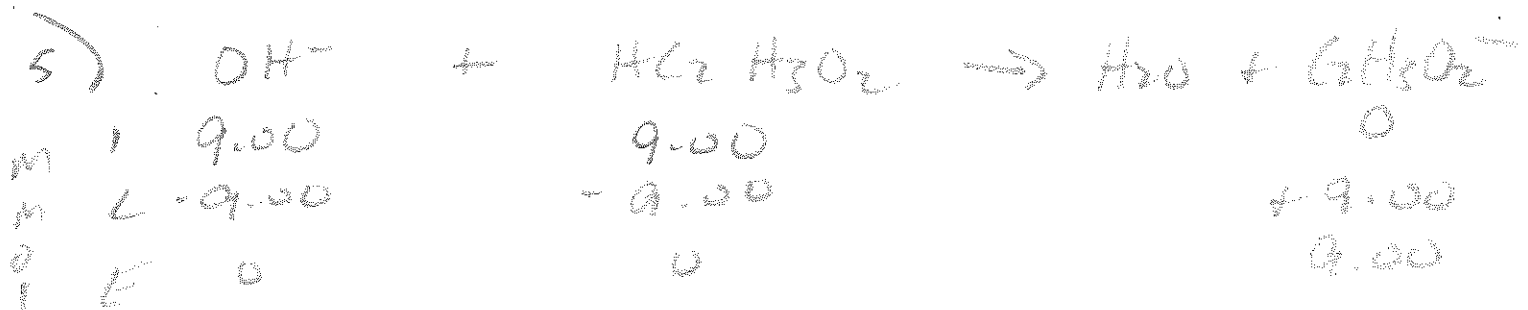 5) OH⁻ + HC₂H₃O₂ → H₂O + C₂H₃O₂⁻
I 9.00 9.00 0
C -9.00 -9.00 +9.00
E 0 0 9.00
mmol